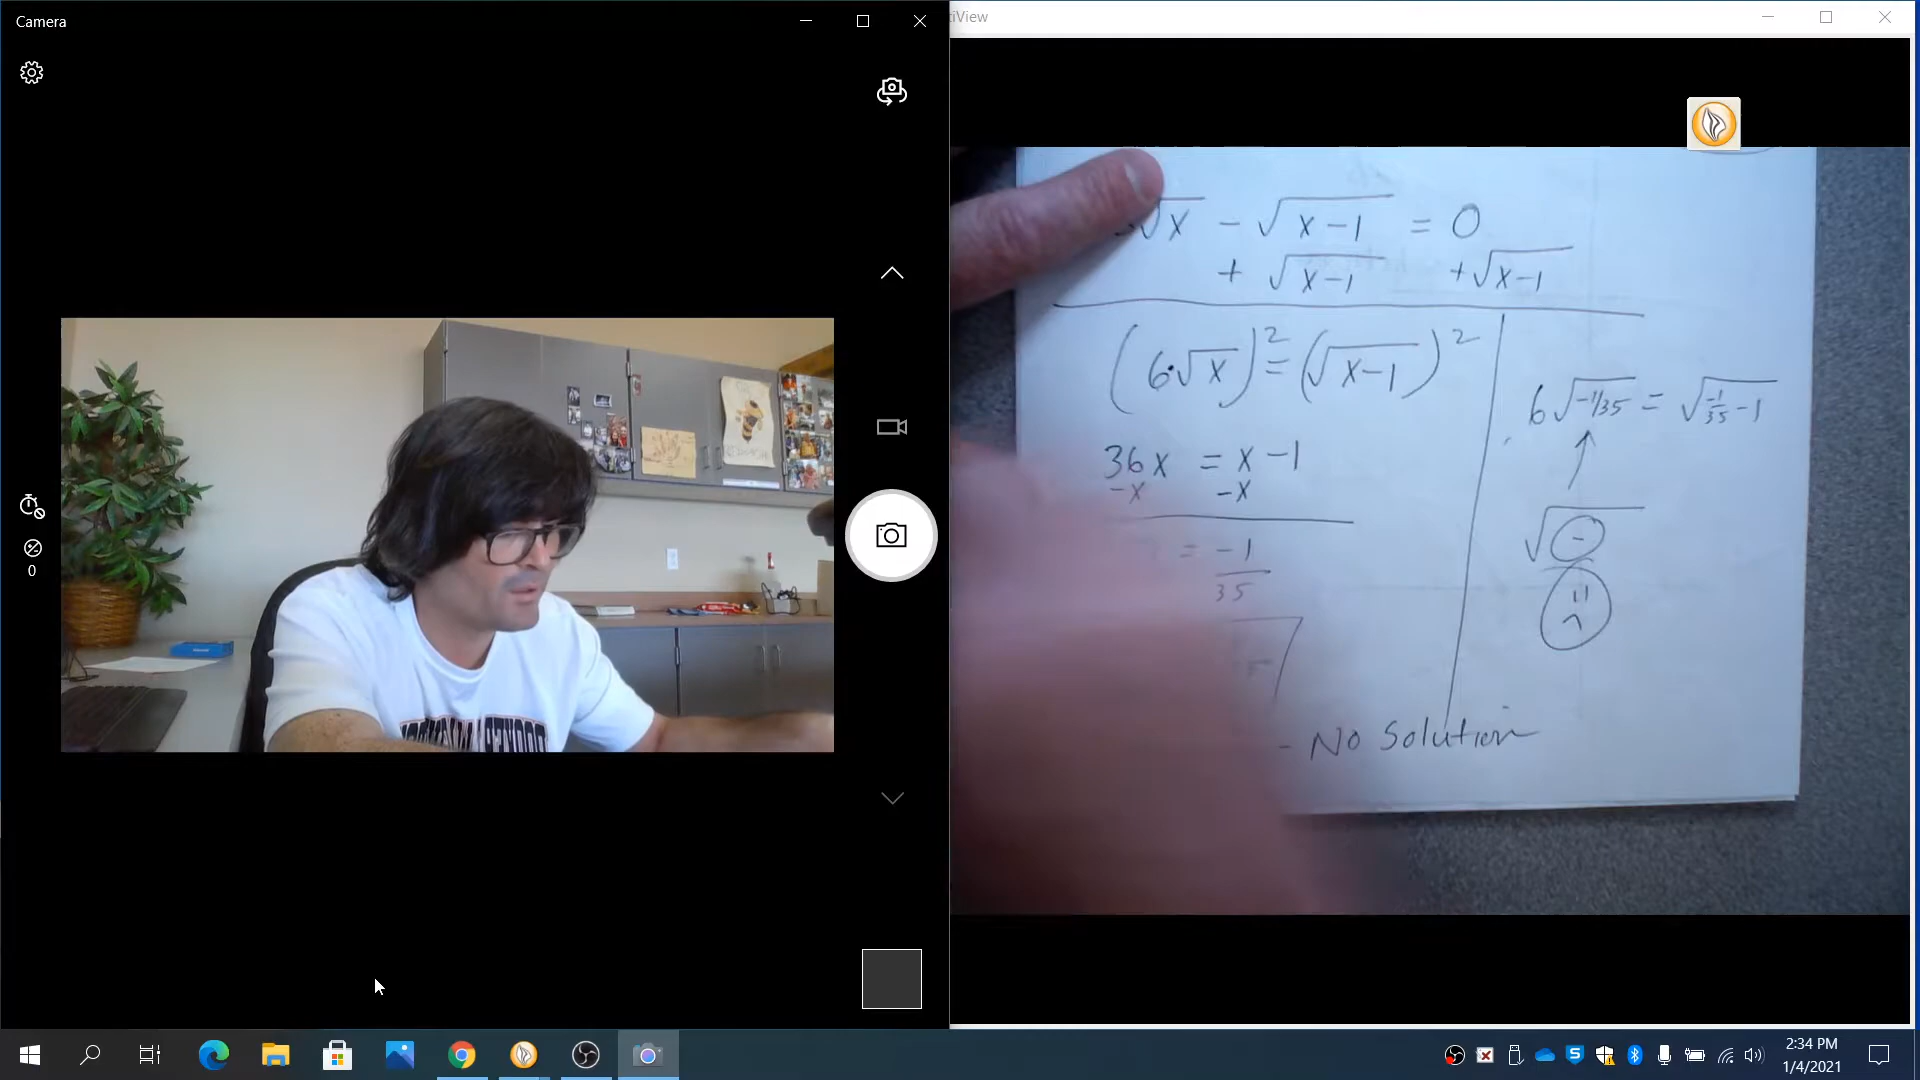 Camera
iView
0
√x - √x-1 = 0
+ √x-1 +√x-1
(6·√x)² = (√x-1)²
6√-1/35 = √-1/35 -1
36x = x-1
-x -x
= -1/35
√-
- No Solution
2:34 PM
1/4/2021